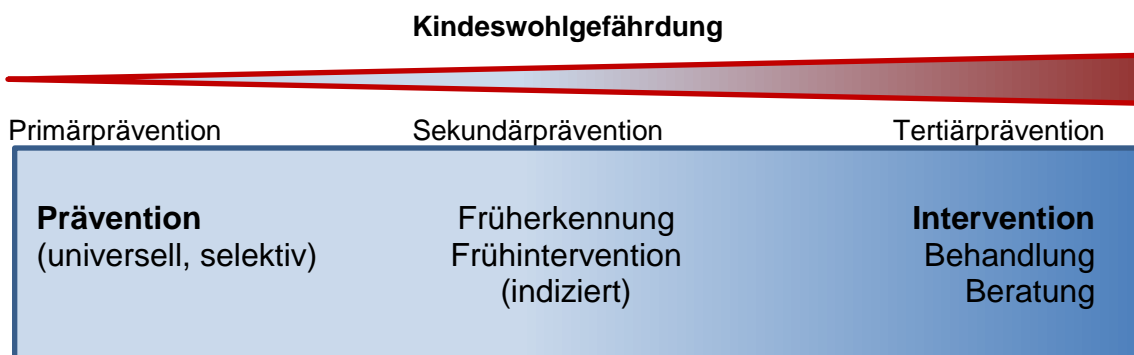 Kindeswohlgefährdung
Primärprävention Sekundärprävention Tertiärprävention
Prävention Früherkennung Intervention
(universell, selektiv) Frühintervention Behandlung
(indiziert) Beratung